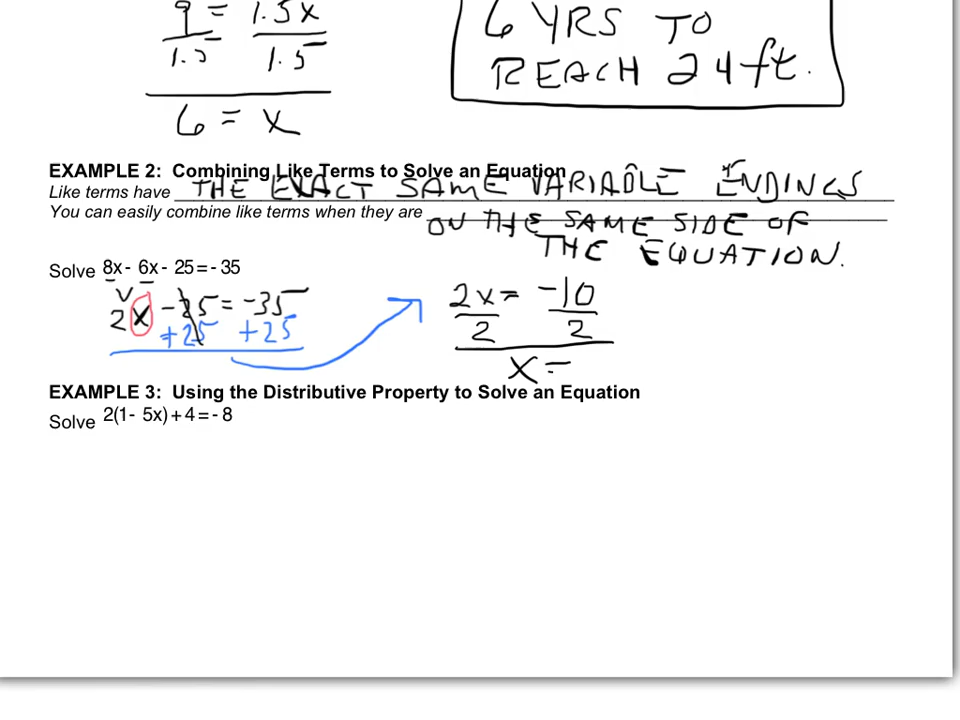 9 = 1.5x
1.5 1.5
6 = x
6 YRS TO
REACH 24ft.
EXAMPLE 2: Combining Like Terms to Solve an Equation
Like terms have THE EXACT SAME VARIABLE ENDINGS
You can easily combine like terms when they are ON THE SAME SIDE OF
THE EQUATION.
Solve 8x - 6x - 25 = - 35
2x - 25 = -35
+25 +25
2x = -10
2 2
x =
EXAMPLE 3: Using the Distributive Property to Solve an Equation
Solve 2(1 - 5x) + 4 = - 8